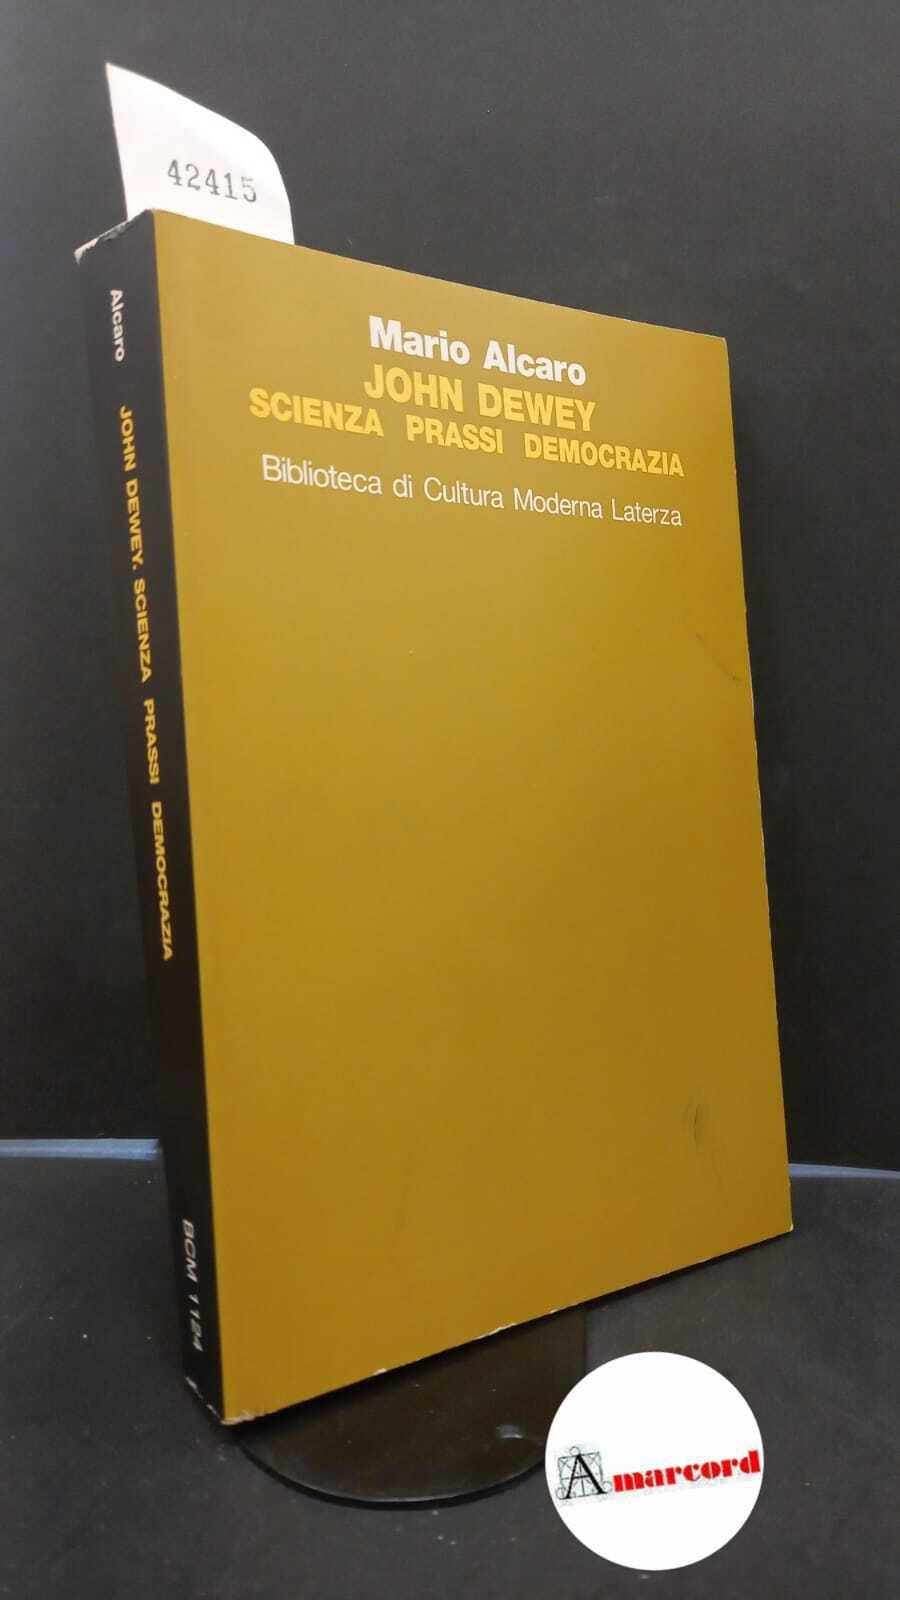 42415
Mario Alcaro
JOHN DEWEY
SCIENZA PRASSI DEMOCRAZIA
Biblioteca di Cultura Moderna Laterza
Alcaro
JOHN DEWEY. SCIENZA PRASSI DEMOCRAZIA
BCM 1124
Amarcord